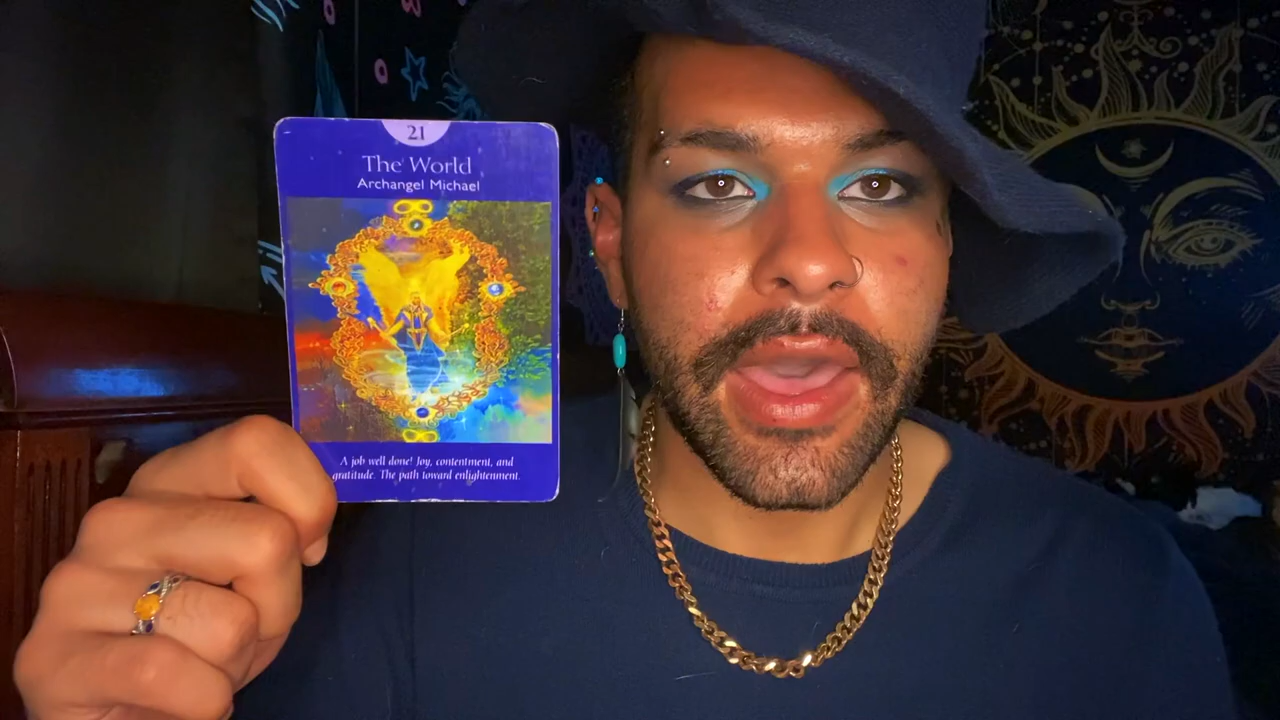 21
The World
Archangel Michael
A job well done! Joy, contentment, and
gratitude. The path toward enlightenment.